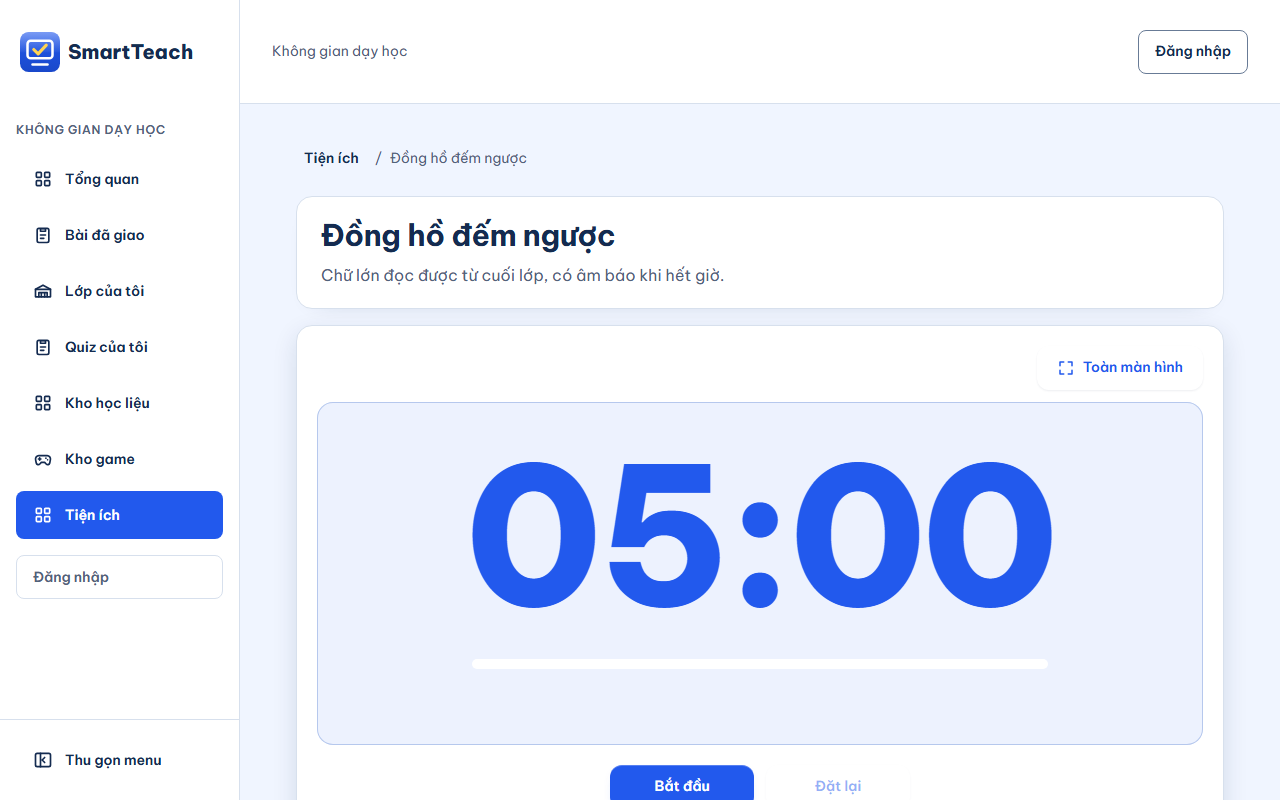 SmartTeach
Không gian dạy học
Đăng nhập
KHÔNG GIAN DẠY HỌC
Tổng quan
Bài đã giao
Lớp của tôi
Quiz của tôi
Kho học liệu
Kho game
Tiện ích
Đăng nhập
Thu gọn menu
Tiện ích / Đồng hồ đếm ngược
Đồng hồ đếm ngược
Chữ lớn đọc được từ cuối lớp, có âm báo khi hết giờ.
Toàn màn hình
05:00
Bắt đầu
Đặt lại